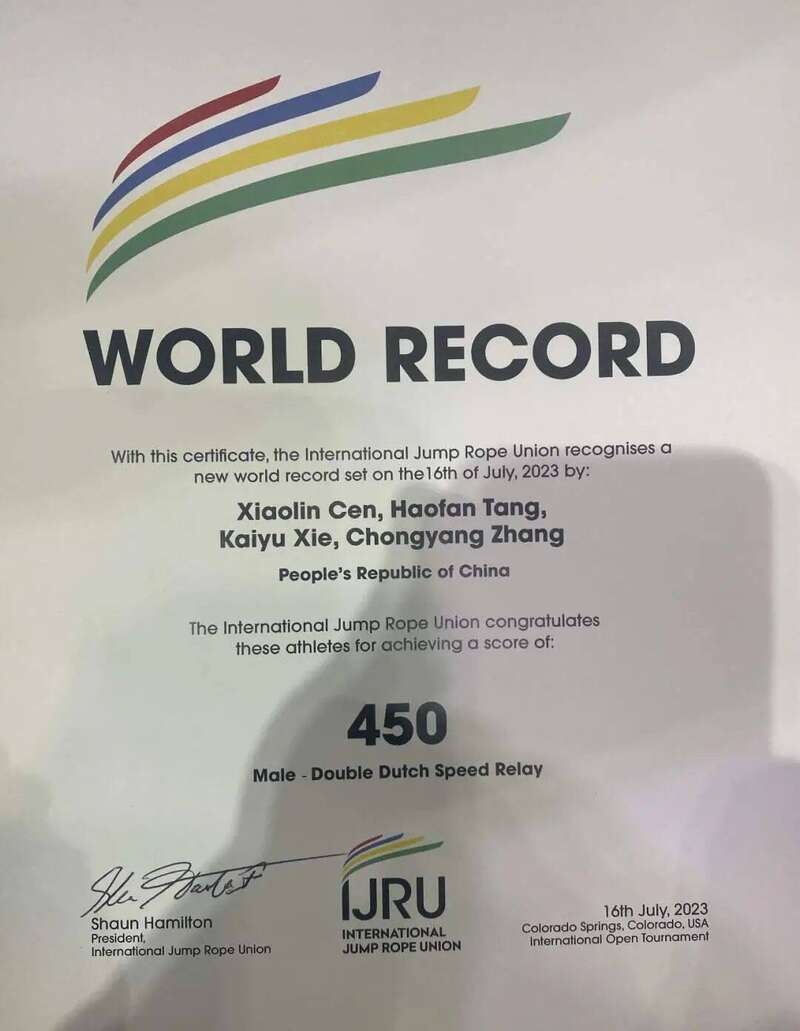 WORLD RECORD
With this certificate, the International Jump Rope Union recognises a
new world record set on the16th of July, 2023 by:
Xiaolin Cen, Haofan Tang,
Kaiyu Xie, Chongyang Zhang
People's Republic of China
The International Jump Rope Union congratulates
these athletes for achieving a score of:
450
Male - Double Dutch Speed Relay
Shaun Hamilton
President,
International Jump Rope Union
IJRU
INTERNATIONAL
JUMP ROPE UNION
16th July, 2023
Colorado Springs, Colorado, USA
International Open Tournament